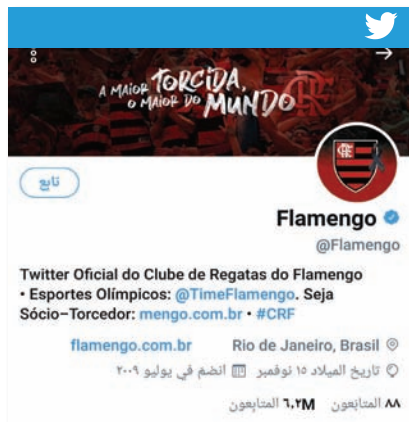 A MAIOR TORCIDA,
O MAIOR DO MUNDO
تابع
Flamengo
@Flamengo
Twitter Oficial do Clube de Regatas do Flamengo
• Esportes Olímpicos: @TimeFlamengo. Seja
Sócio-Torcedor: mengo.com.br • #CRF
Rio de Janeiro, Brasil flamengo.com.br
تاريخ الميلاد ١٥ نوفمبر انضم في يوليو ٢٠٠٩
٨٨ المتابَعون ٦,٢M المتابِعون